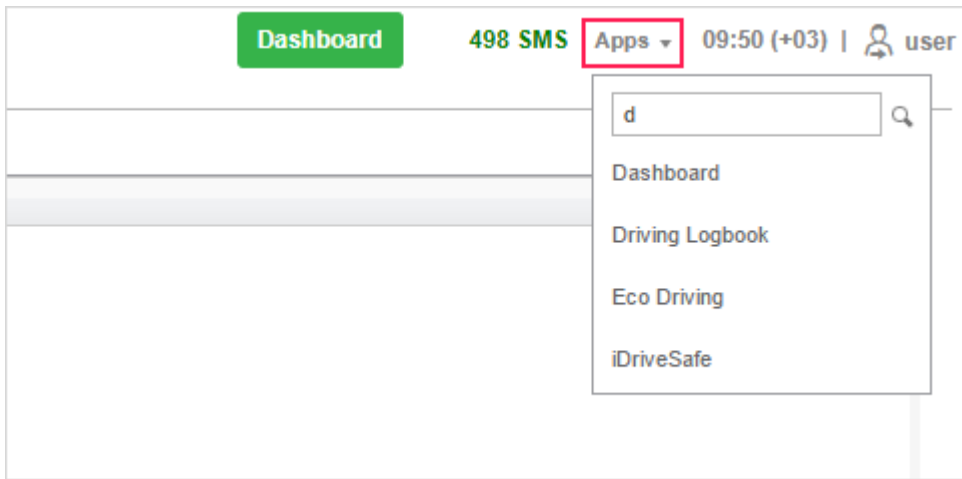 Dashboard 498 SMS Apps 09:50 (+03) | user
d
Dashboard
Driving Logbook
Eco Driving
iDriveSafe